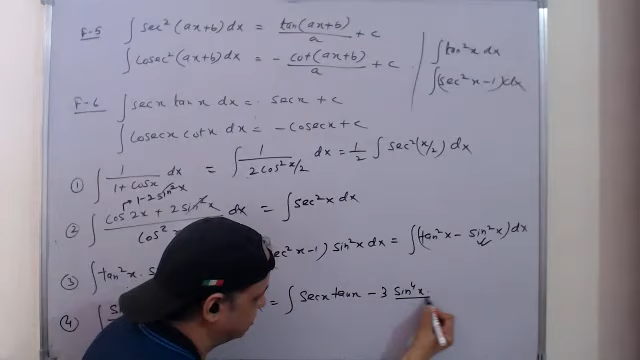 F-5 ∫ sec² (ax+b) dx = tan(ax+b)/a + c
∫ cosec² (ax+b) dx = - cot(ax+b)/a + c
∫ tan²x dx
∫(sec²x-1) dx
F-6 ∫ secx tanx dx = secx + c
∫ cosecx cotx dx = - cosecx + c
① ∫ 1/(1+cosx) dx = ∫ 1/(2cos²x/2) dx = 1/2 ∫ sec²(x/2) dx
1-2sin²x
② ∫ (cos2x + 2sin²x)/cos² dx = ∫ sec²x dx
③ ∫ tan²x. s ec²x-1) sin²x dx = ∫(tan²x - sin²x) dx
④ ∫ = ∫ secx tanx - 3 sin⁴x